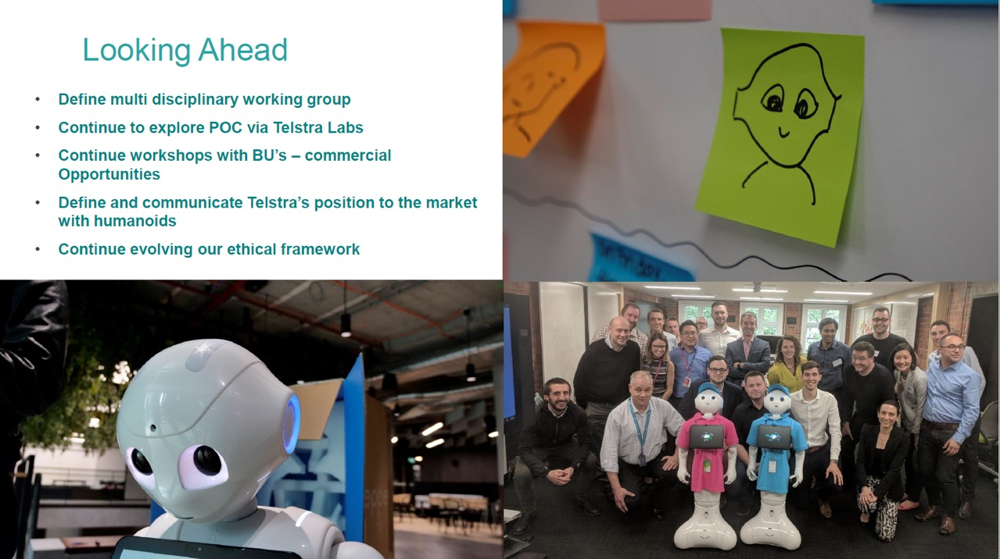 Looking Ahead
• Define multi disciplinary working group
• Continue to explore POC via Telstra Labs
• Continue workshops with BU’s – commercial
Opportunities
• Define and communicate Telstra’s position to the market
with humanoids
• Continue evolving our ethical framework